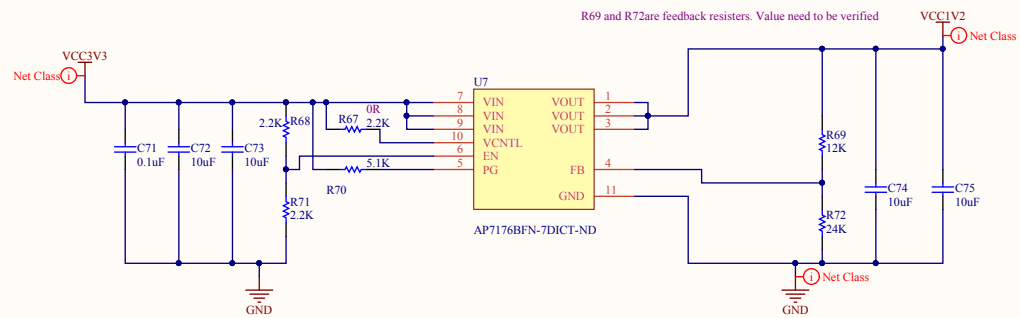 R69 and R72are feedback resisters. Value need to be verified
VCC1V2
Net Class
VCC3V3
Net Class
U7
7 VIN VOUT 1
8 VIN VOUT 2
9 VIN VOUT 3
10 VCNTL
6 EN
5 PG FB 4
GND 11
AP7176BFN-7DICT-ND
C71
0.1uF
C72
10uF
C73
10uF
2.2K R68
0R
R67 2.2K
5.1K
R70
R71
2.2K
R69
12K
R72
24K
C74
10uF
C75
10uF
GND
Net Class
GND